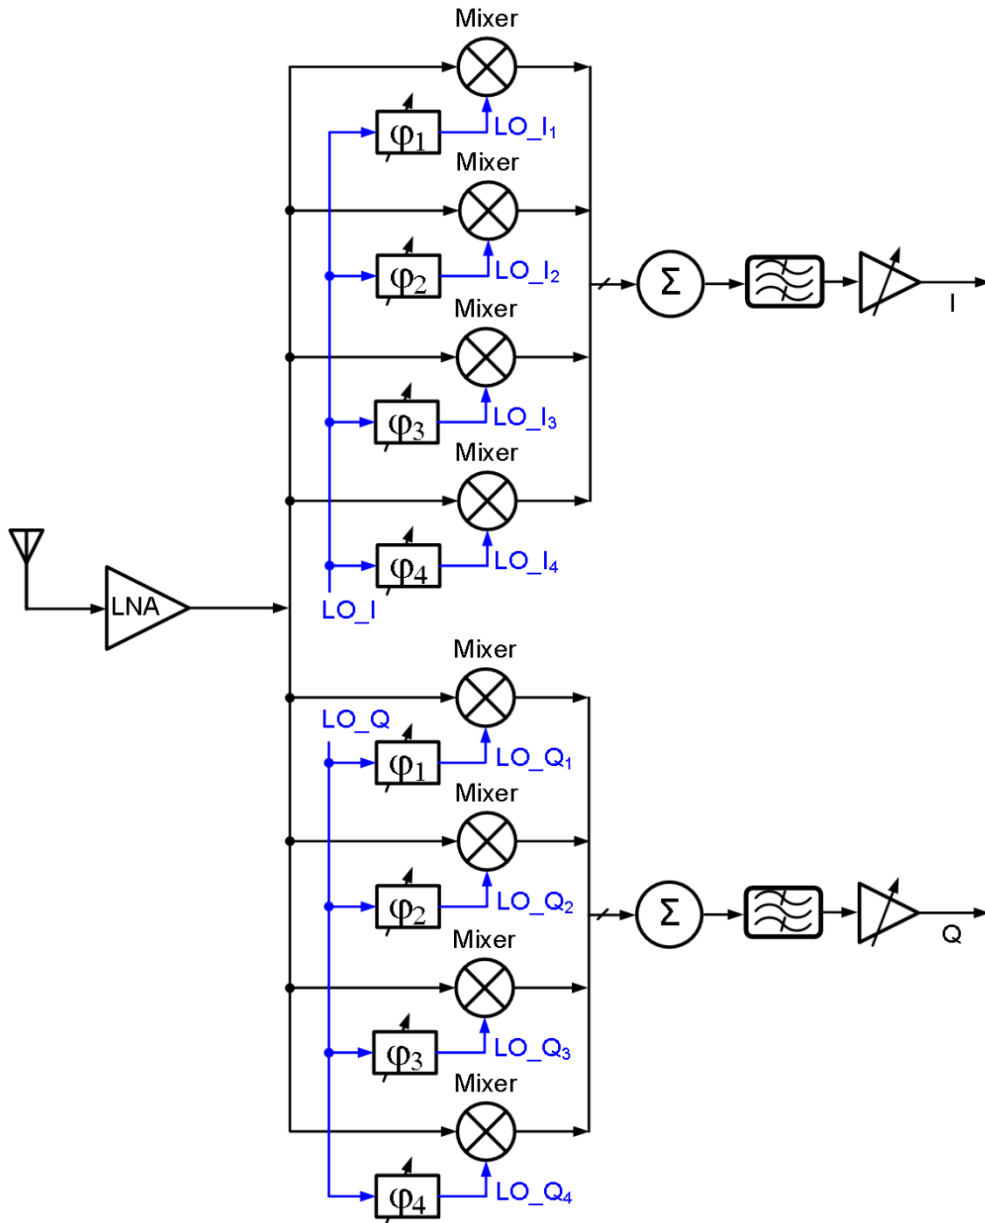 Mixer
φ₁
LO_I₁
Mixer
φ₂
LO_I₂
Σ
I
Mixer
φ₃
LO_I₃
Mixer
φ₄
LO_I₄
LO_I
LNA
Mixer
LO_Q
φ₁
LO_Q₁
Mixer
φ₂
LO_Q₂
Σ
Q
Mixer
φ₃
LO_Q₃
Mixer
φ₄
LO_Q₄